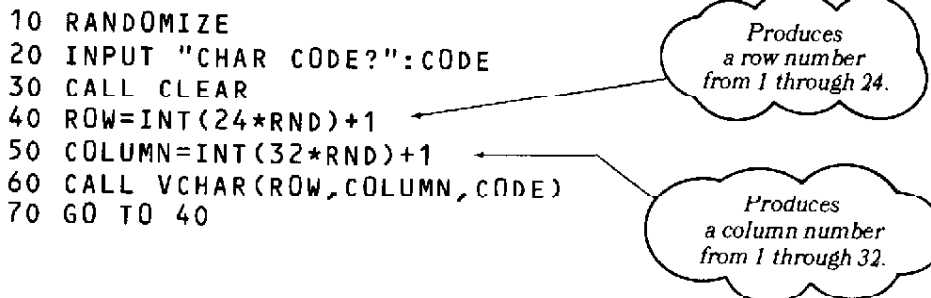 10 RANDOMIZE
20 INPUT "CHAR CODE?":CODE
30 CALL CLEAR
40 ROW=INT(24*RND)+1
50 COLUMN=INT(32*RND)+1
60 CALL VCHAR(ROW,COLUMN,CODE)
70 GO TO 40
Produces
a row number
from 1 through 24.
Produces
a column number
from 1 through 32.